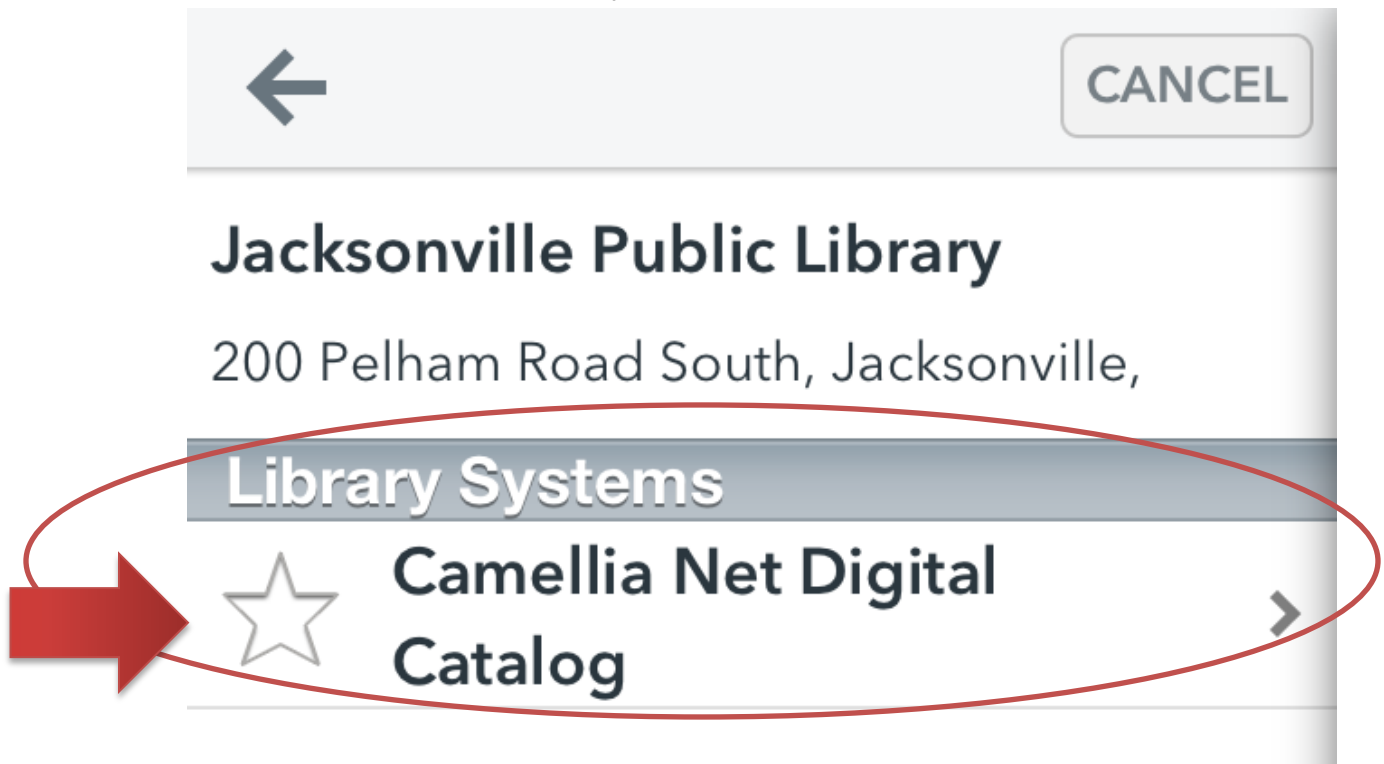 CANCEL
Jacksonville Public Library
200 Pelham Road South, Jacksonville,
Library Systems
Camellia Net Digital
Catalog